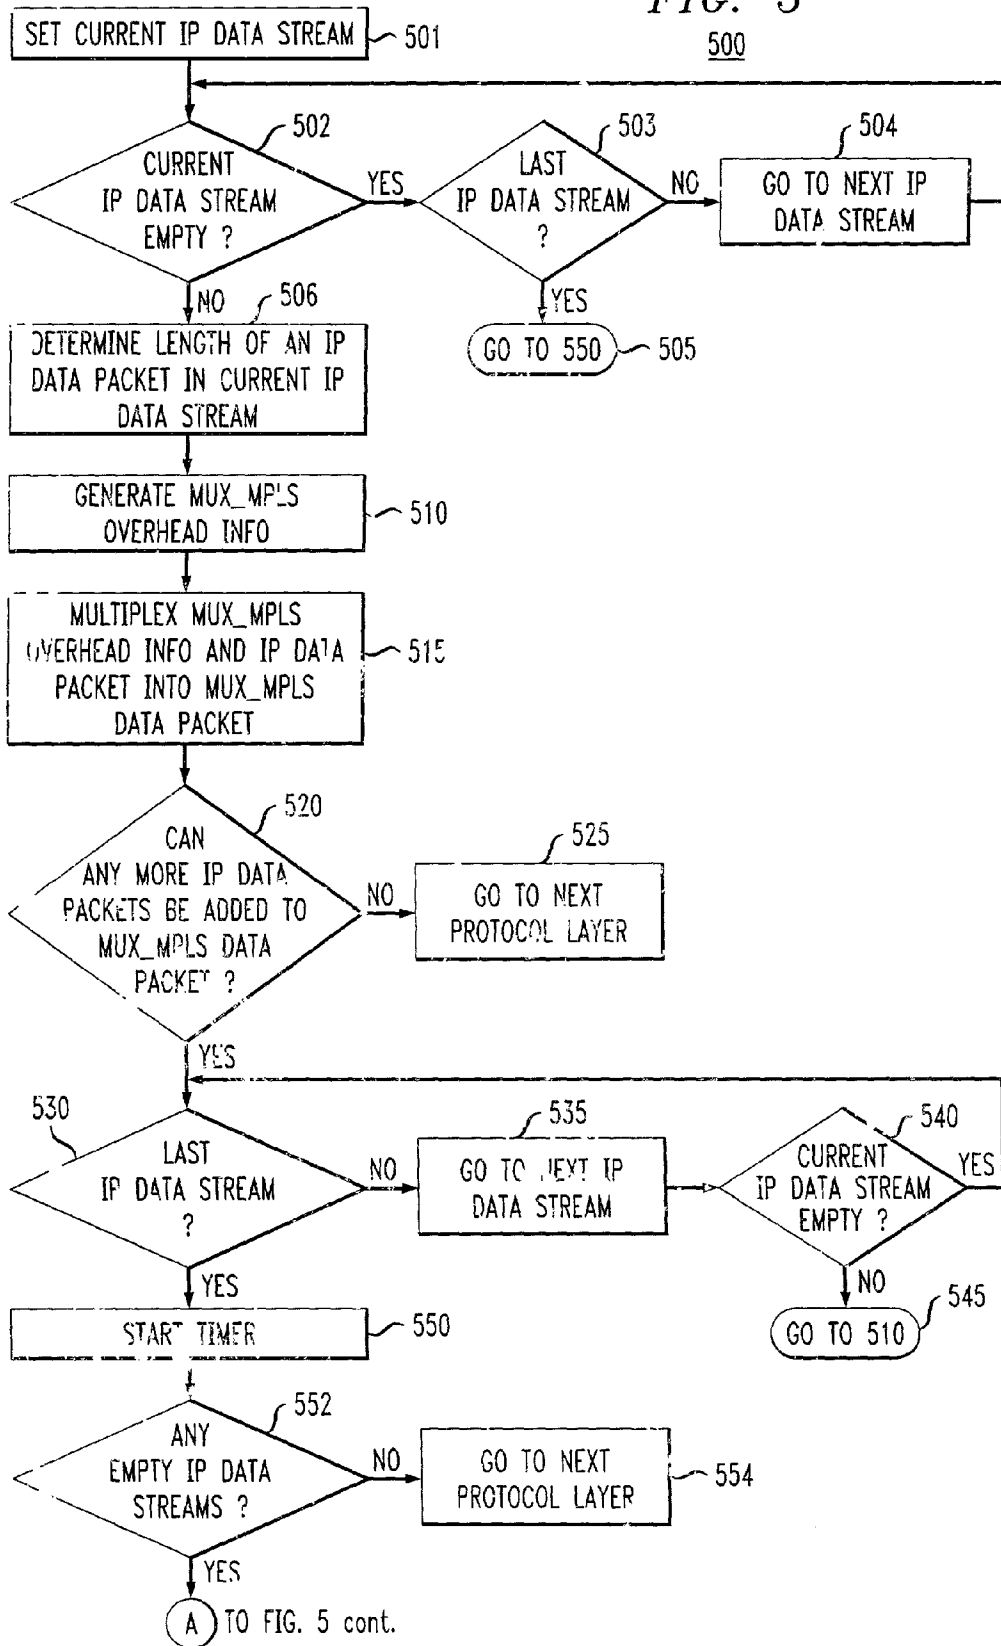 FIG. 5
500
SET CURRENT IP DATA STREAM
501
502
CURRENT
IP DATA STREAM
EMPTY ?
YES
NO
503
LAST
IP DATA STREAM
?
NO
YES
504
GO TO NEXT IP
DATA STREAM
GO TO 550
505
506
DETERMINE LENGTH OF AN IP
DATA PACKET IN CURRENT IP
DATA STREAM
GENERATE MUX_MPLS
OVERHEAD INFO
510
MULTIPLEX MUX_MPLS
OVERHEAD INFO AND IP DATA
PACKET INTO MUX_MPLS
DATA PACKET
515
520
CAN
ANY MORE IP DATA
PACKETS BE ADDED TO
MUX_MPLS DATA
PACKET ?
NO
YES
525
GO TO NEXT
PROTOCOL LAYER
530
LAST
IP DATA STREAM
?
NO
YES
535
GO TO NEXT IP
DATA STREAM
540
CURRENT
IP DATA STREAM
EMPTY ?
YES
NO
545
GO TO 510
START TIMER
550
552
ANY
EMPTY IP DATA
STREAMS ?
NO
YES
GO TO NEXT
PROTOCOL LAYER
554
A TO FIG. 5 cont.